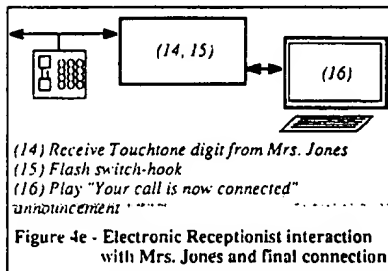 (14, 15)
(16)
(14) Receive Touchtone digit from Mrs. Jones
(15) Flash switch-hook
(16) Play "Your call is now connected"
announcement
Figure 4e - Electronic Receptionist interaction
with Mrs. Jones and final connection